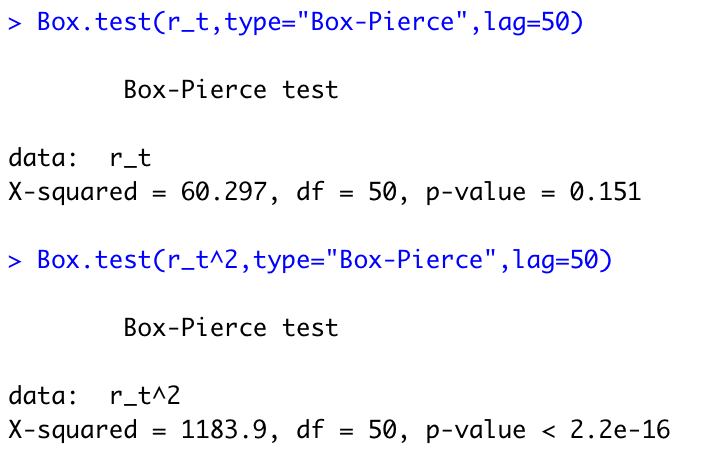 > Box.test(r_t,type="Box-Pierce",lag=50)
Box-Pierce test
data:  r_t
X-squared = 60.297, df = 50, p-value = 0.151
> Box.test(r_t^2,type="Box-Pierce",lag=50)
Box-Pierce test
data:  r_t^2
X-squared = 1183.9, df = 50, p-value < 2.2e-16